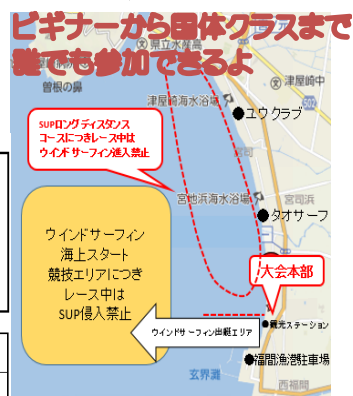 ビギナーから国体クラスまで
誰でも参加できるよ
県立水産高
曽根の鼻
津屋崎中
津屋崎海水浴場
ユウクラブ
502
SUPロングディスタンス
コースにつきレース中は
ウインドサーフィン進入禁止
宮司
宮地浜海水浴場
宮司浜
タオサーフ
ウインドサーフィン
海上スタート
競技エリアにつき
レース中は
SUP侵入禁止
大会本部
ウインドサーフィン出艇エリア
観光ステーション
福間漁港駐車場
玄界灘
西福間